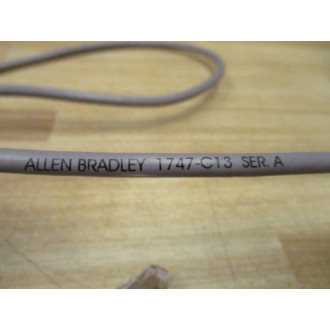 ALLEN BRADLEY 1747-C13 SER. A